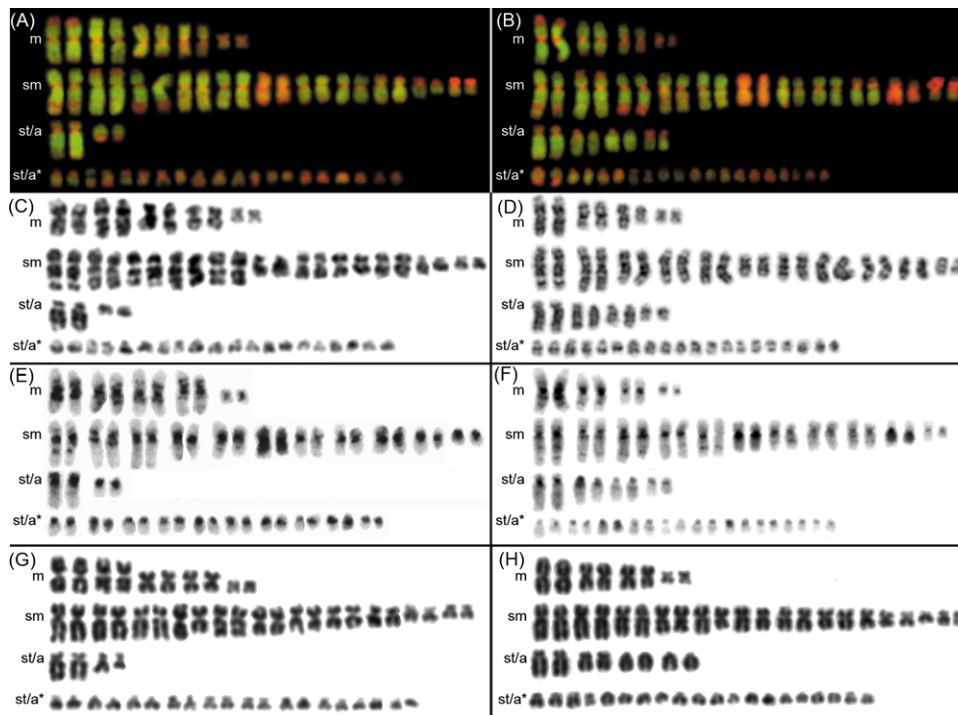 (A)
m
sm
st/a
st/a*
(B)
m
sm
st/a
st/a*
(C)
m
sm
st/a
st/a*
(D)
m
sm
st/a
st/a*
(E)
m
sm
st/a
st/a*
(F)
m
sm
st/a
st/a*
(G)
m
sm
st/a
st/a*
(H)
m
sm
st/a
st/a*